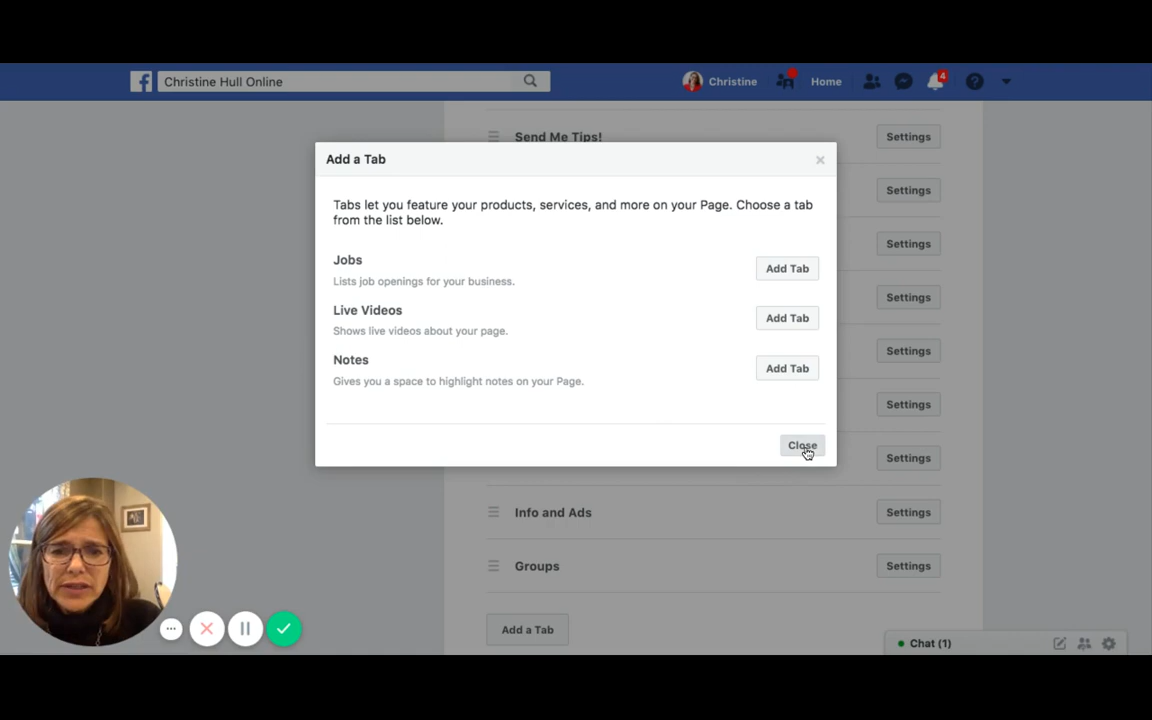 Christine Hull Online
Christine
Home
4
Send Me Tips!
Settings
Add a Tab
Settings
Tabs let you feature your products, services, and more on your Page. Choose a tab
from the list below.
Settings
Jobs
Add Tab
Lists job openings for your business.
Settings
Live Videos
Add Tab
Shows live videos about your page.
Settings
Notes
Add Tab
Gives you a space to highlight notes on your Page.
Settings
Close
Settings
Info and Ads
Settings
Groups
Settings
Add a Tab
Chat (1)